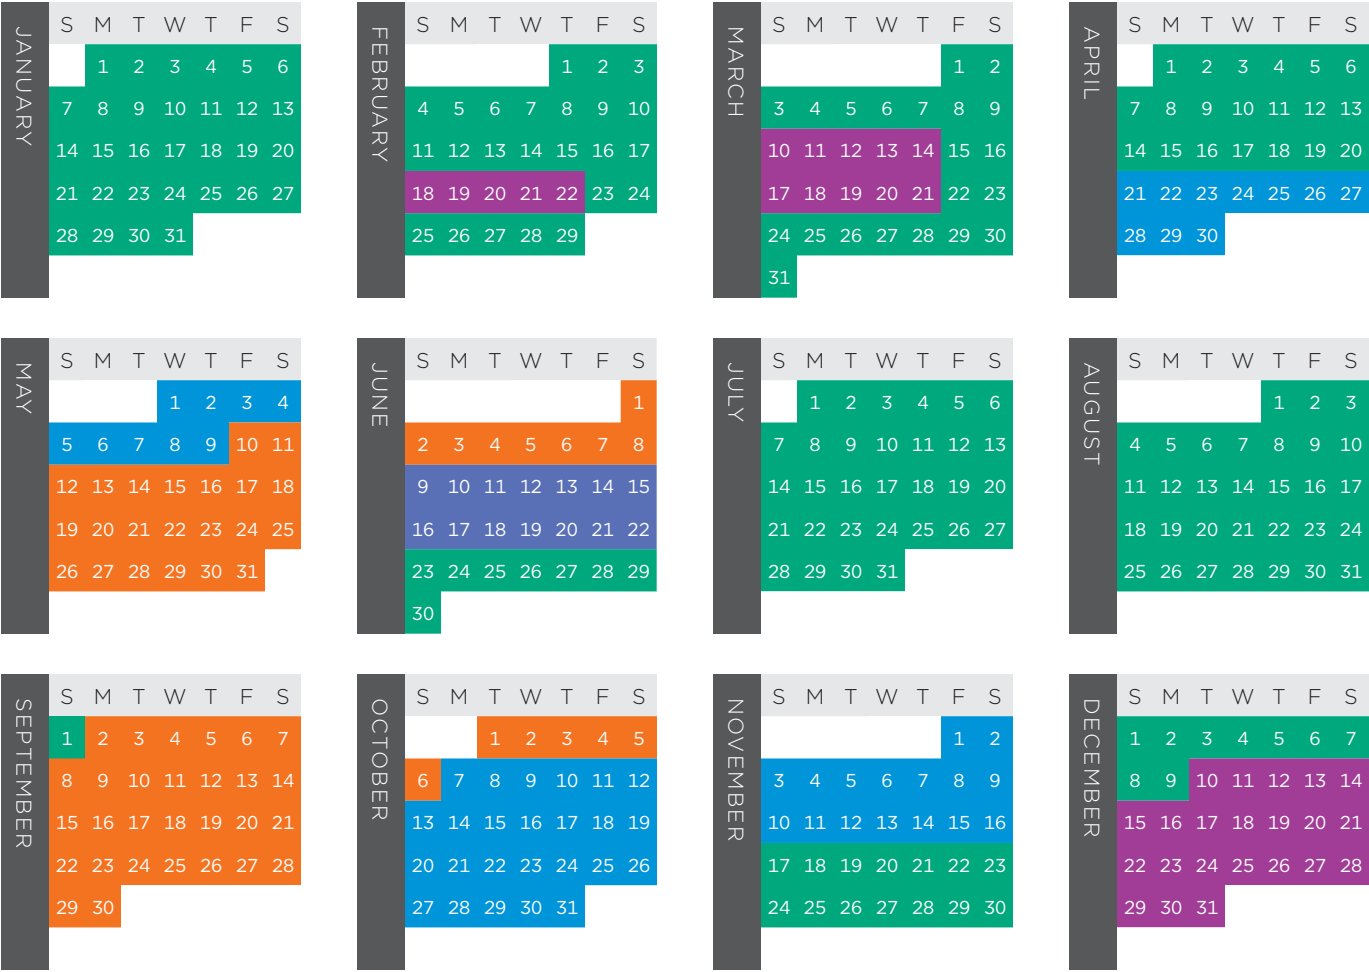 JANUARY
S M T W T F S
1 2 3 4 5 6
7 8 9 10 11 12 13
14 15 16 17 18 19 20
21 22 23 24 25 26 27
28 29 30 31
FEBRUARY
S M T W T F S
1 2 3
4 5 6 7 8 9 10
11 12 13 14 15 16 17
18 19 20 21 22 23 24
25 26 27 28 29
MARCH
S M T W T F S
1 2
3 4 5 6 7 8 9
10 11 12 13 14 15 16
17 18 19 20 21 22 23
24 25 26 27 28 29 30
31
APRIL
S M T W T F S
1 2 3 4 5 6
7 8 9 10 11 12 13
14 15 16 17 18 19 20
21 22 23 24 25 26 27
28 29 30
MAY
S M T W T F S
1 2 3 4
5 6 7 8 9 10 11
12 13 14 15 16 17 18
19 20 21 22 23 24 25
26 27 28 29 30 31
JUNE
S M T W T F S
1
2 3 4 5 6 7 8
9 10 11 12 13 14 15
16 17 18 19 20 21 22
23 24 25 26 27 28 29
30
JULY
S M T W T F S
1 2 3 4 5 6
7 8 9 10 11 12 13
14 15 16 17 18 19 20
21 22 23 24 25 26 27
28 29 30 31
AUGUST
S M T W T F S
1 2 3
4 5 6 7 8 9 10
11 12 13 14 15 16 17
18 19 20 21 22 23 24
25 26 27 28 29 30 31
SEPTEMBER
S M T W T F S
1 2 3 4 5 6 7
8 9 10 11 12 13 14
15 16 17 18 19 20 21
22 23 24 25 26 27 28
29 30
OCTOBER
S M T W T F S
1 2 3 4 5
6 7 8 9 10 11 12
13 14 15 16 17 18 19
20 21 22 23 24 25 26
27 28 29 30 31
NOVEMBER
S M T W T F S
1 2
3 4 5 6 7 8 9
10 11 12 13 14 15 16
17 18 19 20 21 22 23
24 25 26 27 28 29 30
DECEMBER
S M T W T F S
1 2 3 4 5 6 7
8 9 10 11 12 13 14
15 16 17 18 19 20 21
22 23 24 25 26 27 28
29 30 31